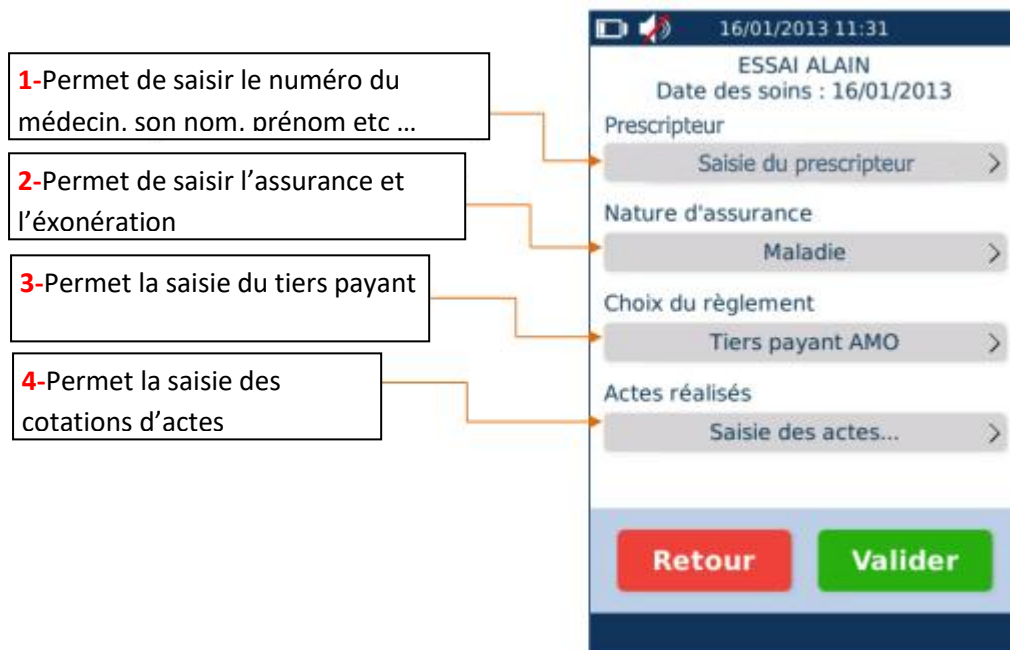 1-Permet de saisir le numéro du
médecin, son nom, prénom etc …
2-Permet de saisir l’assurance et
l’éxonération
3-Permet la saisie du tiers payant
4-Permet la saisie des
cotations d’actes
16/01/2013 11:31
ESSAI ALAIN
Date des soins : 16/01/2013
Prescripteur
Saisie du prescripteur >
Nature d'assurance
Maladie >
Choix du règlement
Tiers payant AMO >
Actes réalisés
Saisie des actes... >
Retour
Valider